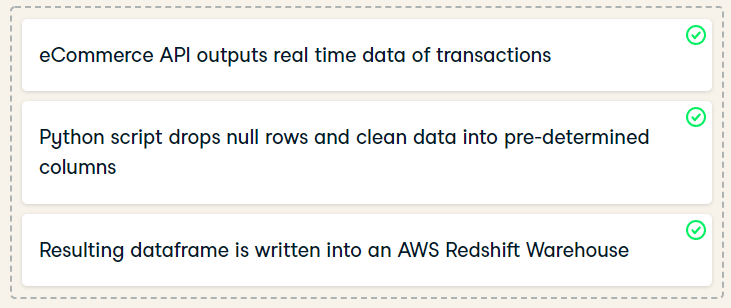 eCommerce API outputs real time data of transactions
Python script drops null rows and clean data into pre-determined
columns
Resulting dataframe is written into an AWS Redshift Warehouse